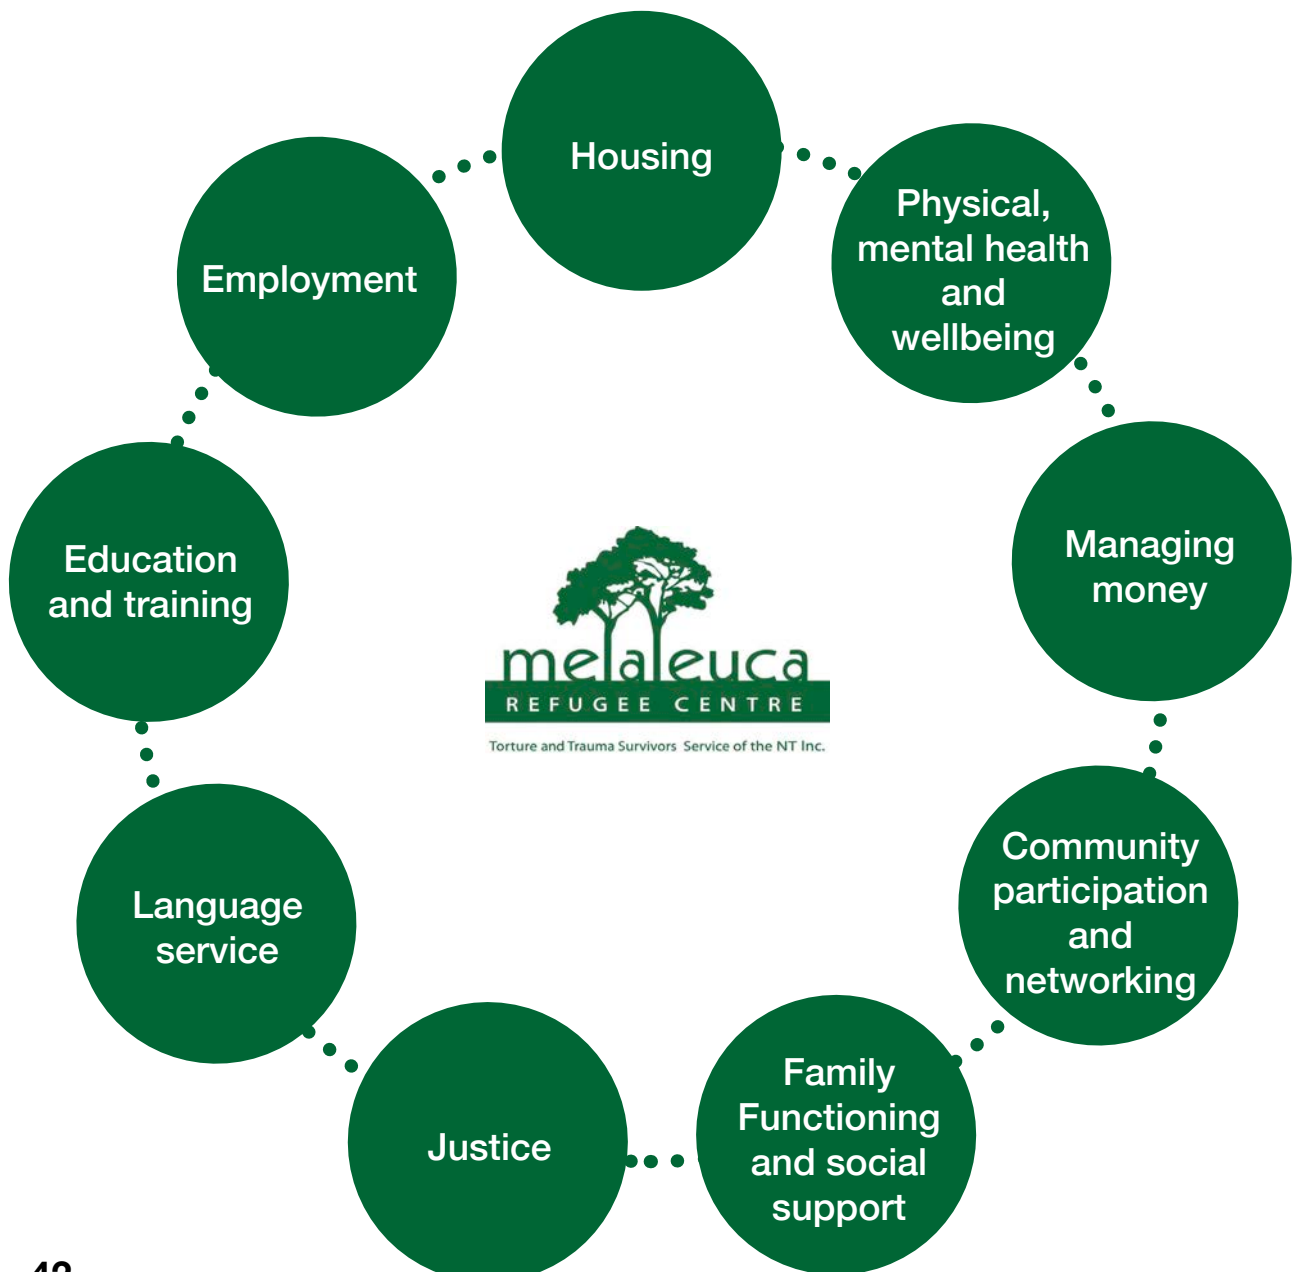 Housing
Physical,
mental health
and
wellbeing
Managing
money
Community
participation
and
networking
Family
Functioning
and social
support
Justice
Language
service
Education
and training
Employment
melaleuca
REFUGEE CENTRE
Torture and Trauma Survivors Service of the NT Inc.